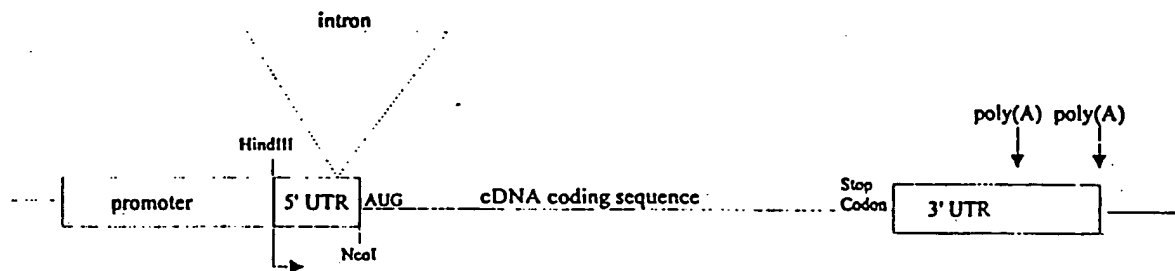 intron
poly(A) poly(A)
HindIII
promoter
5' UTR
AUG
cDNA coding sequence
Stop
Codon
3' UTR
NcoI